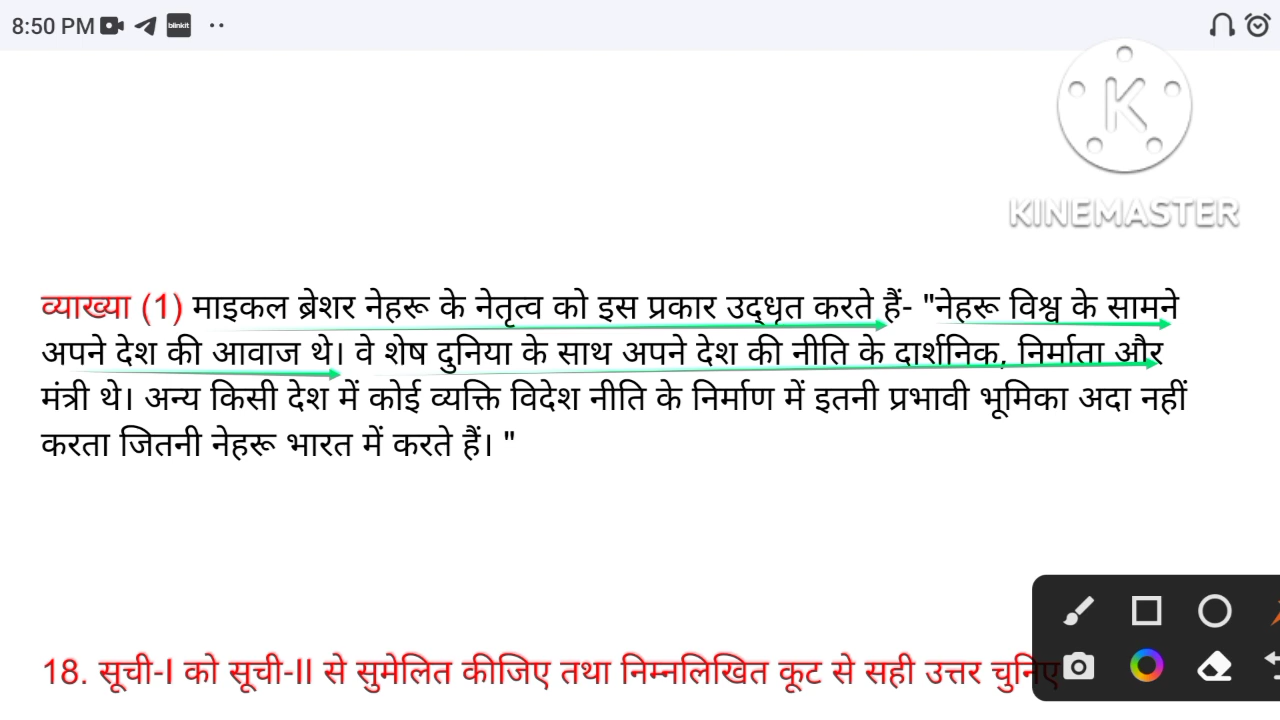 8:50 PM
blinkit
K
KINEMASTER
व्याख्या (1) माइकल ब्रेशर नेहरू के नेतृत्व को इस प्रकार उद्धृत करते हैं- "नेहरू विश्व के सामने
अपने देश की आवाज थे। वे शेष दुनिया के साथ अपने देश की नीति के दार्शनिक, निर्माता और
मंत्री थे। अन्य किसी देश में कोई व्यक्ति विदेश नीति के निर्माण में इतनी प्रभावी भूमिका अदा नहीं
करता जितनी नेहरू भारत में करते हैं। "
18. सूची-I को सूची-II से सुमेलित कीजिए तथा निम्नलिखित कूट से सही उत्तर चुनिए